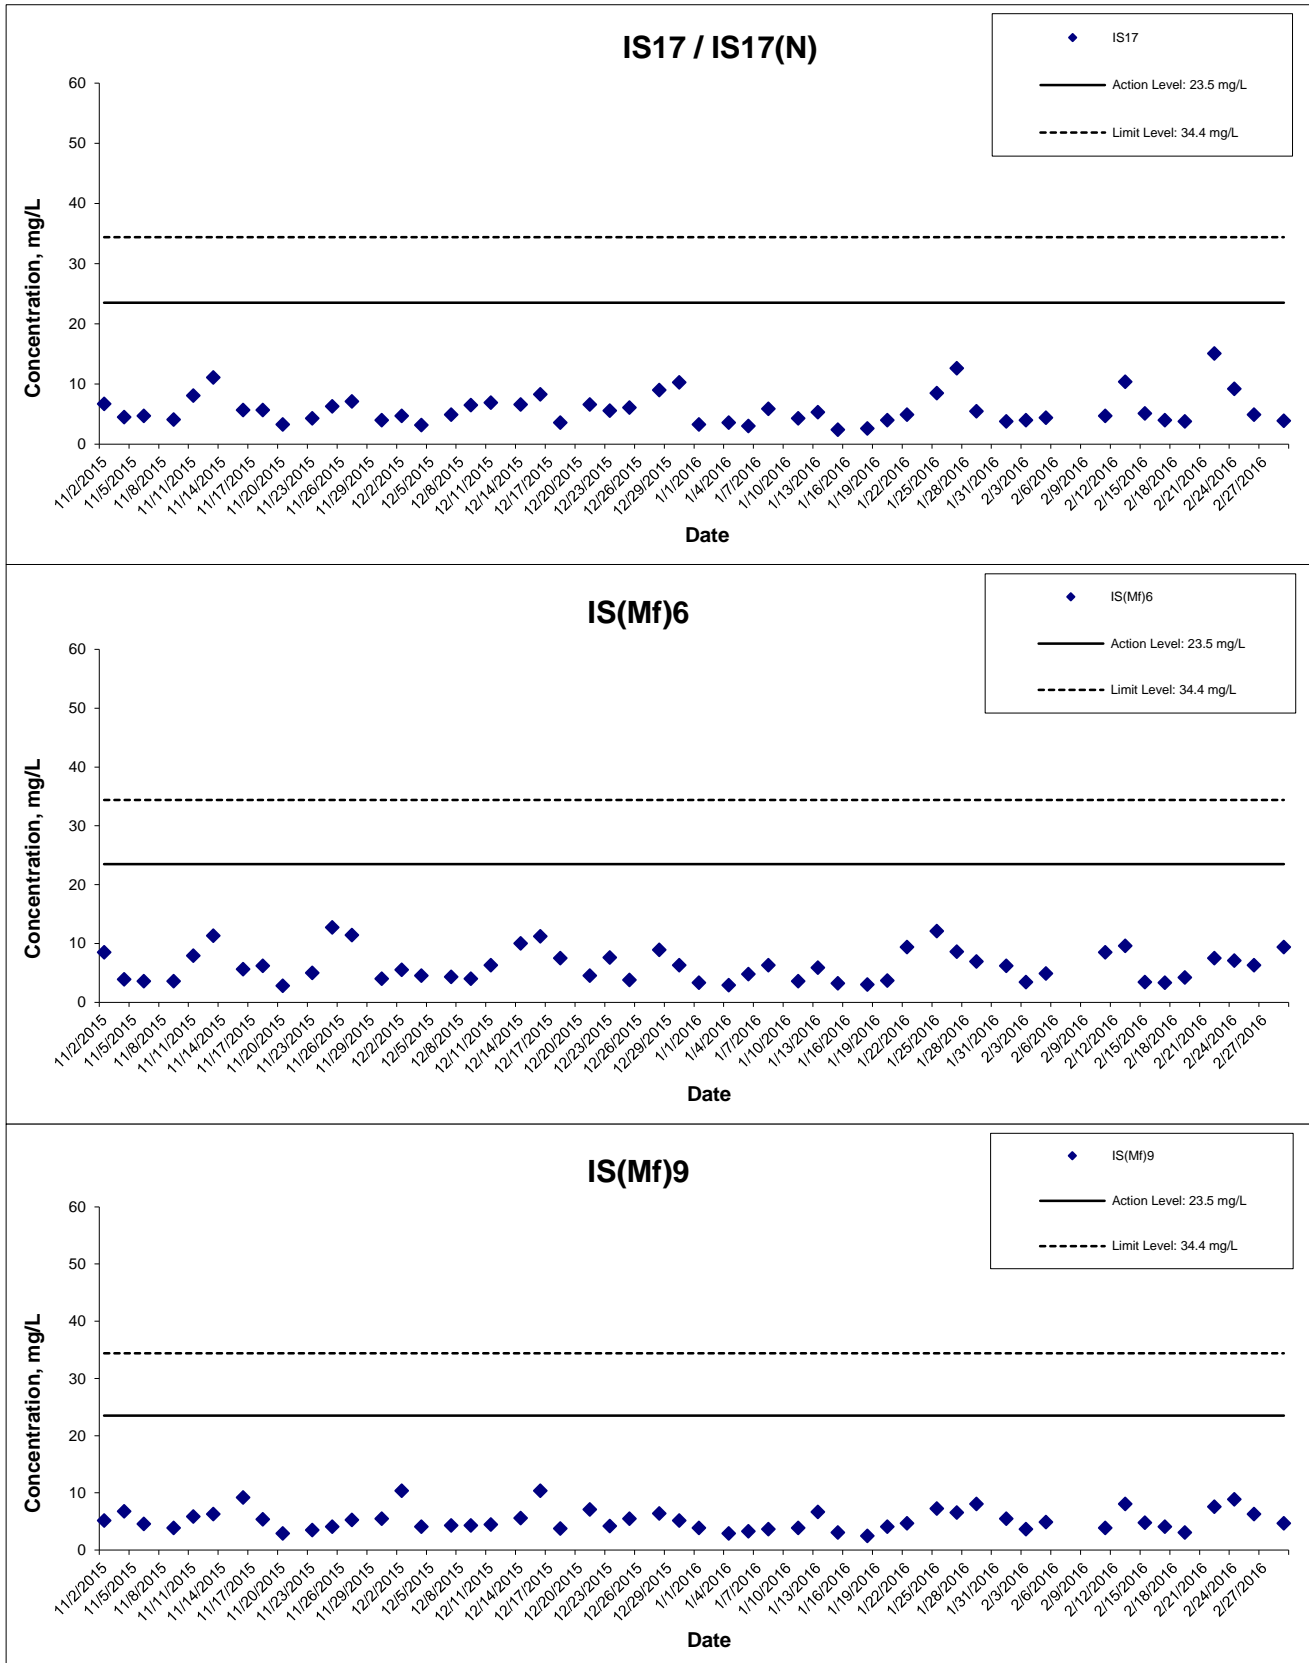 IS17 / IS17(N)
IS17
Action Level: 23.5 mg/L
Limit Level: 34.4 mg/L
Concentration, mg/L
60
50
40
30
20
10
0
11/2/2015 11/5/2015 11/8/2015 11/11/2015 11/14/2015 11/17/2015 11/20/2015 11/23/2015 11/26/2015 11/29/2015 12/2/2015 12/5/2015 12/8/2015 12/11/2015 12/14/2015 12/17/2015 12/20/2015 12/23/2015 12/26/2015 12/29/2015 1/1/2016 1/4/2016 1/7/2016 1/10/2016 1/13/2016 1/16/2016 1/19/2016 1/22/2016 1/25/2016 1/28/2016 1/31/2016 2/3/2016 2/6/2016 2/9/2016 2/12/2016 2/15/2016 2/18/2016 2/21/2016 2/24/2016 2/27/2016
Date
IS(Mf)6
IS(Mf)6
Action Level: 23.5 mg/L
Limit Level: 34.4 mg/L
Concentration, mg/L
60
50
40
30
20
10
0
11/2/2015 11/5/2015 11/8/2015 11/11/2015 11/14/2015 11/17/2015 11/20/2015 11/23/2015 11/26/2015 11/29/2015 12/2/2015 12/5/2015 12/8/2015 12/11/2015 12/14/2015 12/17/2015 12/20/2015 12/23/2015 12/26/2015 12/29/2015 1/1/2016 1/4/2016 1/7/2016 1/10/2016 1/13/2016 1/16/2016 1/19/2016 1/22/2016 1/25/2016 1/28/2016 1/31/2016 2/3/2016 2/6/2016 2/9/2016 2/12/2016 2/15/2016 2/18/2016 2/21/2016 2/24/2016 2/27/2016
Date
IS(Mf)9
IS(Mf)9
Action Level: 23.5 mg/L
Limit Level: 34.4 mg/L
Concentration, mg/L
60
50
40
30
20
10
0
11/2/2015 11/5/2015 11/8/2015 11/11/2015 11/14/2015 11/17/2015 11/20/2015 11/23/2015 11/26/2015 11/29/2015 12/2/2015 12/5/2015 12/8/2015 12/11/2015 12/14/2015 12/17/2015 12/20/2015 12/23/2015 12/26/2015 12/29/2015 1/1/2016 1/4/2016 1/7/2016 1/10/2016 1/13/2016 1/16/2016 1/19/2016 1/22/2016 1/25/2016 1/28/2016 1/31/2016 2/3/2016 2/6/2016 2/9/2016 2/12/2016 2/15/2016 2/18/2016 2/21/2016 2/24/2016 2/27/2016
Date